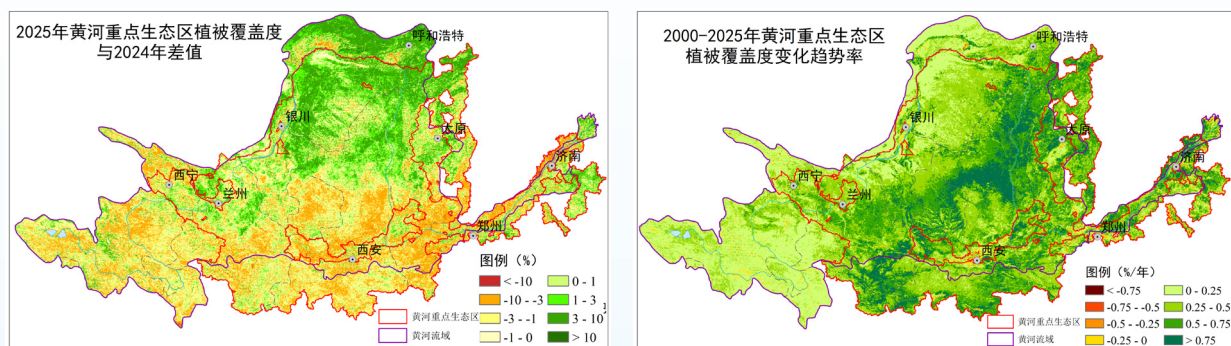 2025年黄河重点生态区植被覆盖度
与2024年差值
呼和浩特
银川
太原
济南
西宁
兰州
郑州
西安
图例 (%)
< -10
-10 - -3
-3 - -1
-1 - 0
0 - 1
1 - 3
3 - 10
> 10
黄河重点生态区
黄河流域
2000-2025年黄河重点生态区
植被覆盖度变化趋势率
呼和浩特
银川
太原
济南
西宁
兰州
郑州
西安
图例 (%/年)
< -0.75
-0.75 - -0.5
-0.5 - -0.25
-0.25 - 0
0 - 0.25
0.25 - 0.5
0.5 - 0.75
> 0.75
黄河重点生态区
黄河流域